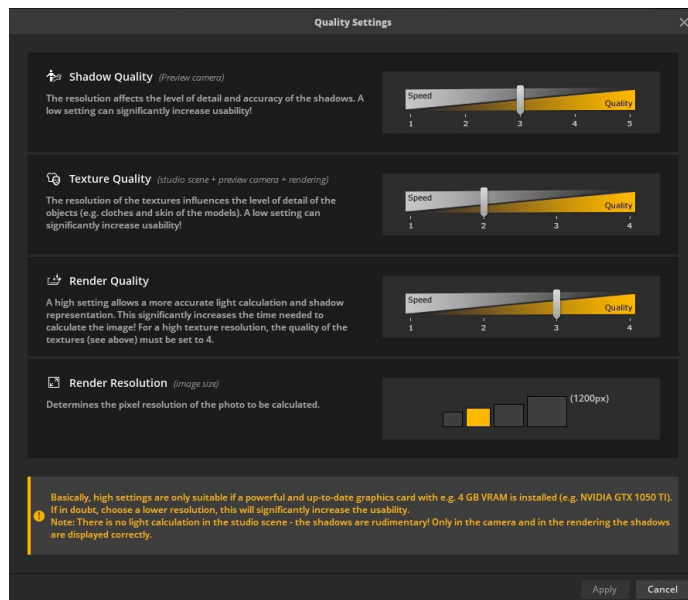 Quality Settings
Shadow Quality (Preview camera)
The resolution affects the level of detail and accuracy of the shadows. A
low setting can significantly increase usability!
Speed
Quality
1 2 3 4 5
Texture Quality (studio scene + preview camera + rendering)
The resolution of the textures influences the level of detail of the
objects (e.g. clothes and skin of the models). A low setting can
significantly increase usability!
Speed
Quality
1 2 3 4
Render Quality
A high setting allows a more accurate light calculation and shadow
representation. This significantly increases the time needed to
calculate the image! For a high texture resolution, the quality of the
textures (see above) must be set to 4.
Speed
Quality
1 2 3 4
Render Resolution (image size)
Determines the pixel resolution of the photo to be calculated.
(1200px)
Basically, high settings are only suitable if a powerful and up-to-date graphics card with e.g. 4 GB VRAM is installed (e.g. NVIDIA GTX 1050 TI).
If in doubt, choose a lower resolution, this will significantly increase the usability.
Note: There is no light calculation in the studio scene - the shadows are rudimentary! Only in the camera and in the rendering the shadows
are displayed correctly.
Apply Cancel